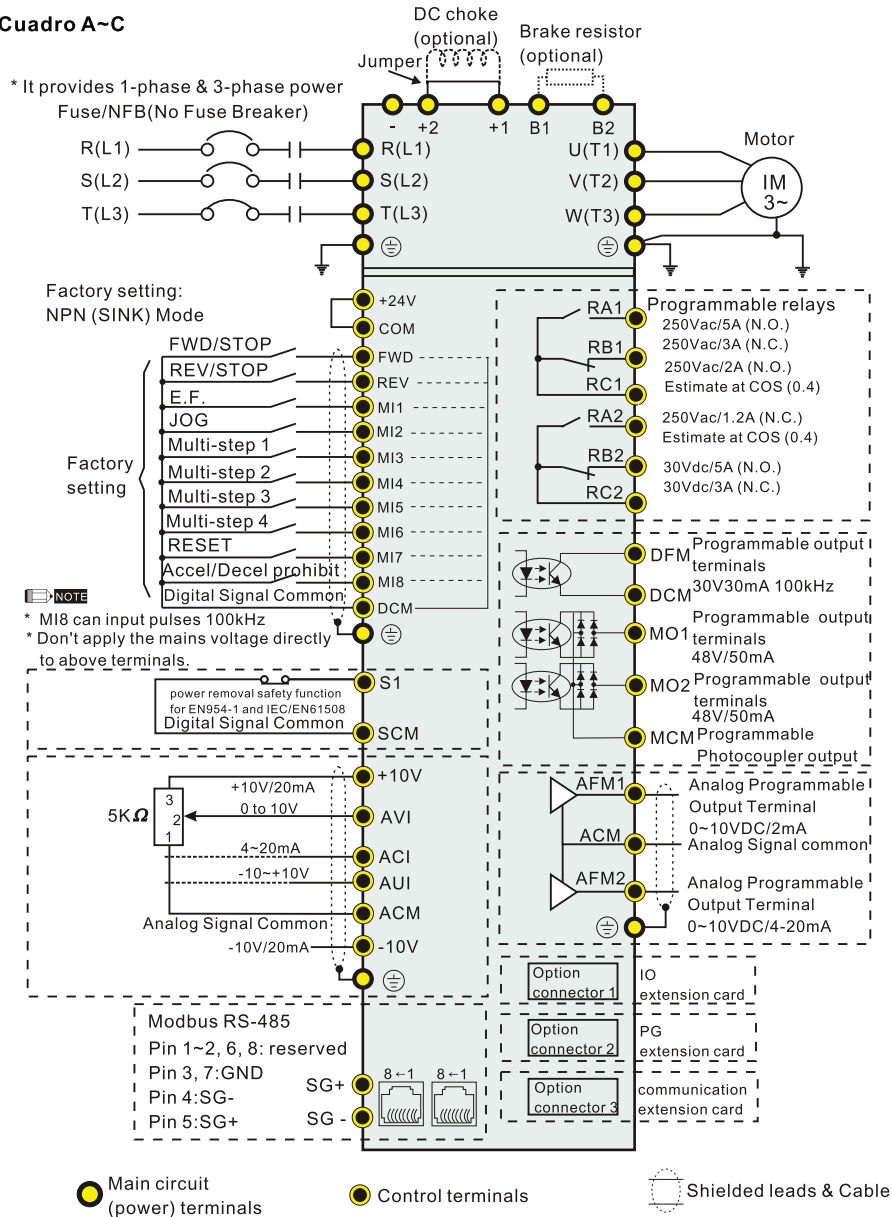 Cuadro A~C
DC choke
(optional)
Brake resistor
(optional)
Jumper
* It provides 1-phase & 3-phase power
Fuse/NFB(No Fuse Breaker)
- +2 +1 B1 B2
R(L1)
S(L2)
T(L3)
R(L1)
S(L2)
T(L3)
U(T1)
V(T2)
W(T3)
Motor
IM
3~
Factory setting:
NPN (SINK) Mode
+24V
COM
FWD/STOP
REV/STOP
E.F.
JOG
Multi-step 1
Multi-step 2
Multi-step 3
Multi-step 4
RESET
Accel/Decel prohibit
Digital Signal Common
Factory
setting
FWD
REV
MI1
MI2
MI3
MI4
MI5
MI6
MI7
MI8
DCM
NOTE
* MI8 can input pulses 100kHz
* Don't apply the mains voltage directly
to above terminals.
RA1
RB1
RC1
RA2
RB2
RC2
Programmable relays
250Vac/5A (N.O.)
250Vac/3A (N.C.)
250Vac/2A (N.O.)
Estimate at COS (0.4)
250Vac/1.2A (N.C.)
Estimate at COS (0.4)
30Vdc/5A (N.O.)
30Vdc/3A (N.C.)
DFM
DCM
MO1
MO2
MCM
Programmable output
terminals
30V30mA 100kHz
Programmable output
terminals
48V/50mA
Programmable output
terminals
48V/50mA
Programmable
Photocoupler output
power removal safety function
for EN954-1 and IEC/EN61508
Digital Signal Common
S1
SCM
5KΩ
3
2
1
+10V/20mA
0 to 10V
4~20mA
-10~+10V
Analog Signal Common
-10V/20mA
+10V
AVI
ACI
AUI
ACM
-10V
AFM1
ACM
AFM2
Analog Programmable
Output Terminal
0~10VDC/2mA
Analog Signal common
Analog Programmable
Output Terminal
0~10VDC/4-20mA
Option
connector 1
IO
extension card
Option
connector 2
PG
extension card
Option
connector 3
communication
extension card
Modbus RS-485
Pin 1~2, 6, 8: reserved
Pin 3, 7:GND
Pin 4:SG-
Pin 5:SG+
SG+
SG -
8←1 8←1
Main circuit
(power) terminals
Control terminals
Shielded leads & Cable